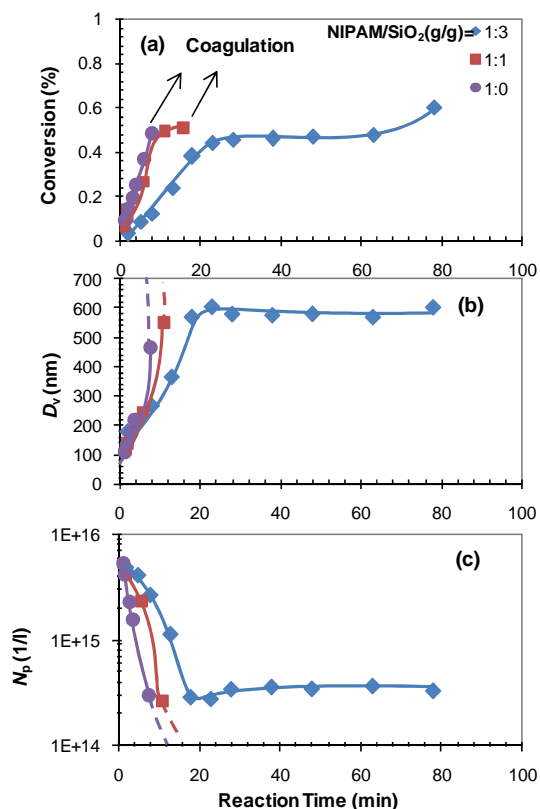 NIPAM/SiO₂(g/g)=
(a) Coagulation
1:3
1:1
1:0
Conversion (%)
1
0.8
0.6
0.4
0.2
0
0 20 40 60 80 100
(b)
Dᵥ (nm)
700
600
500
400
300
200
100
0
0 20 40 60 80 100
(c)
Nₚ (1/l)
1E+16
1E+15
1E+14
0 20 40 60 80 100
Reaction Time (min)